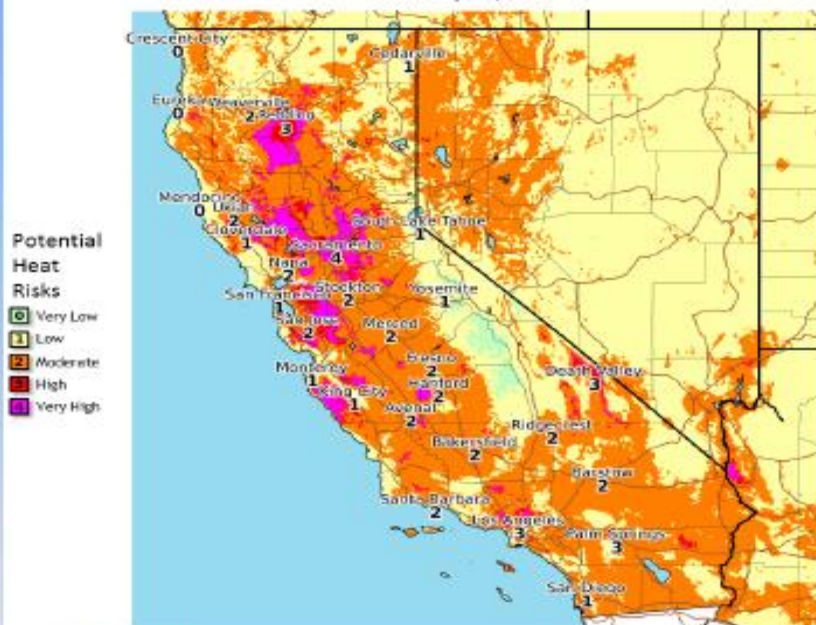 Crescent City
0
Cedarville
1
Eureka
0
Weaverville
2
Redding
3
Mendocino
0
Ukiah
2
Cloverdale
1
South Lake Tahoe
1
Sacramento
4
Napa
2
San Francisco
1
Stockton
2
Yosemite
1
San Jose
2
Merced
2
Fresno
2
Monterey
1
Hanford
2
King City
1
Avenal
2
Death Valley
3
Ridgecrest
2
Bakersfield
2
Barstow
2
Santa Barbara
2
Los Angeles
3
Palm Springs
3
San Diego
1
Potential
Heat
Risks
0 Very Low
1 Low
2 Moderate
3 High
4 Very High